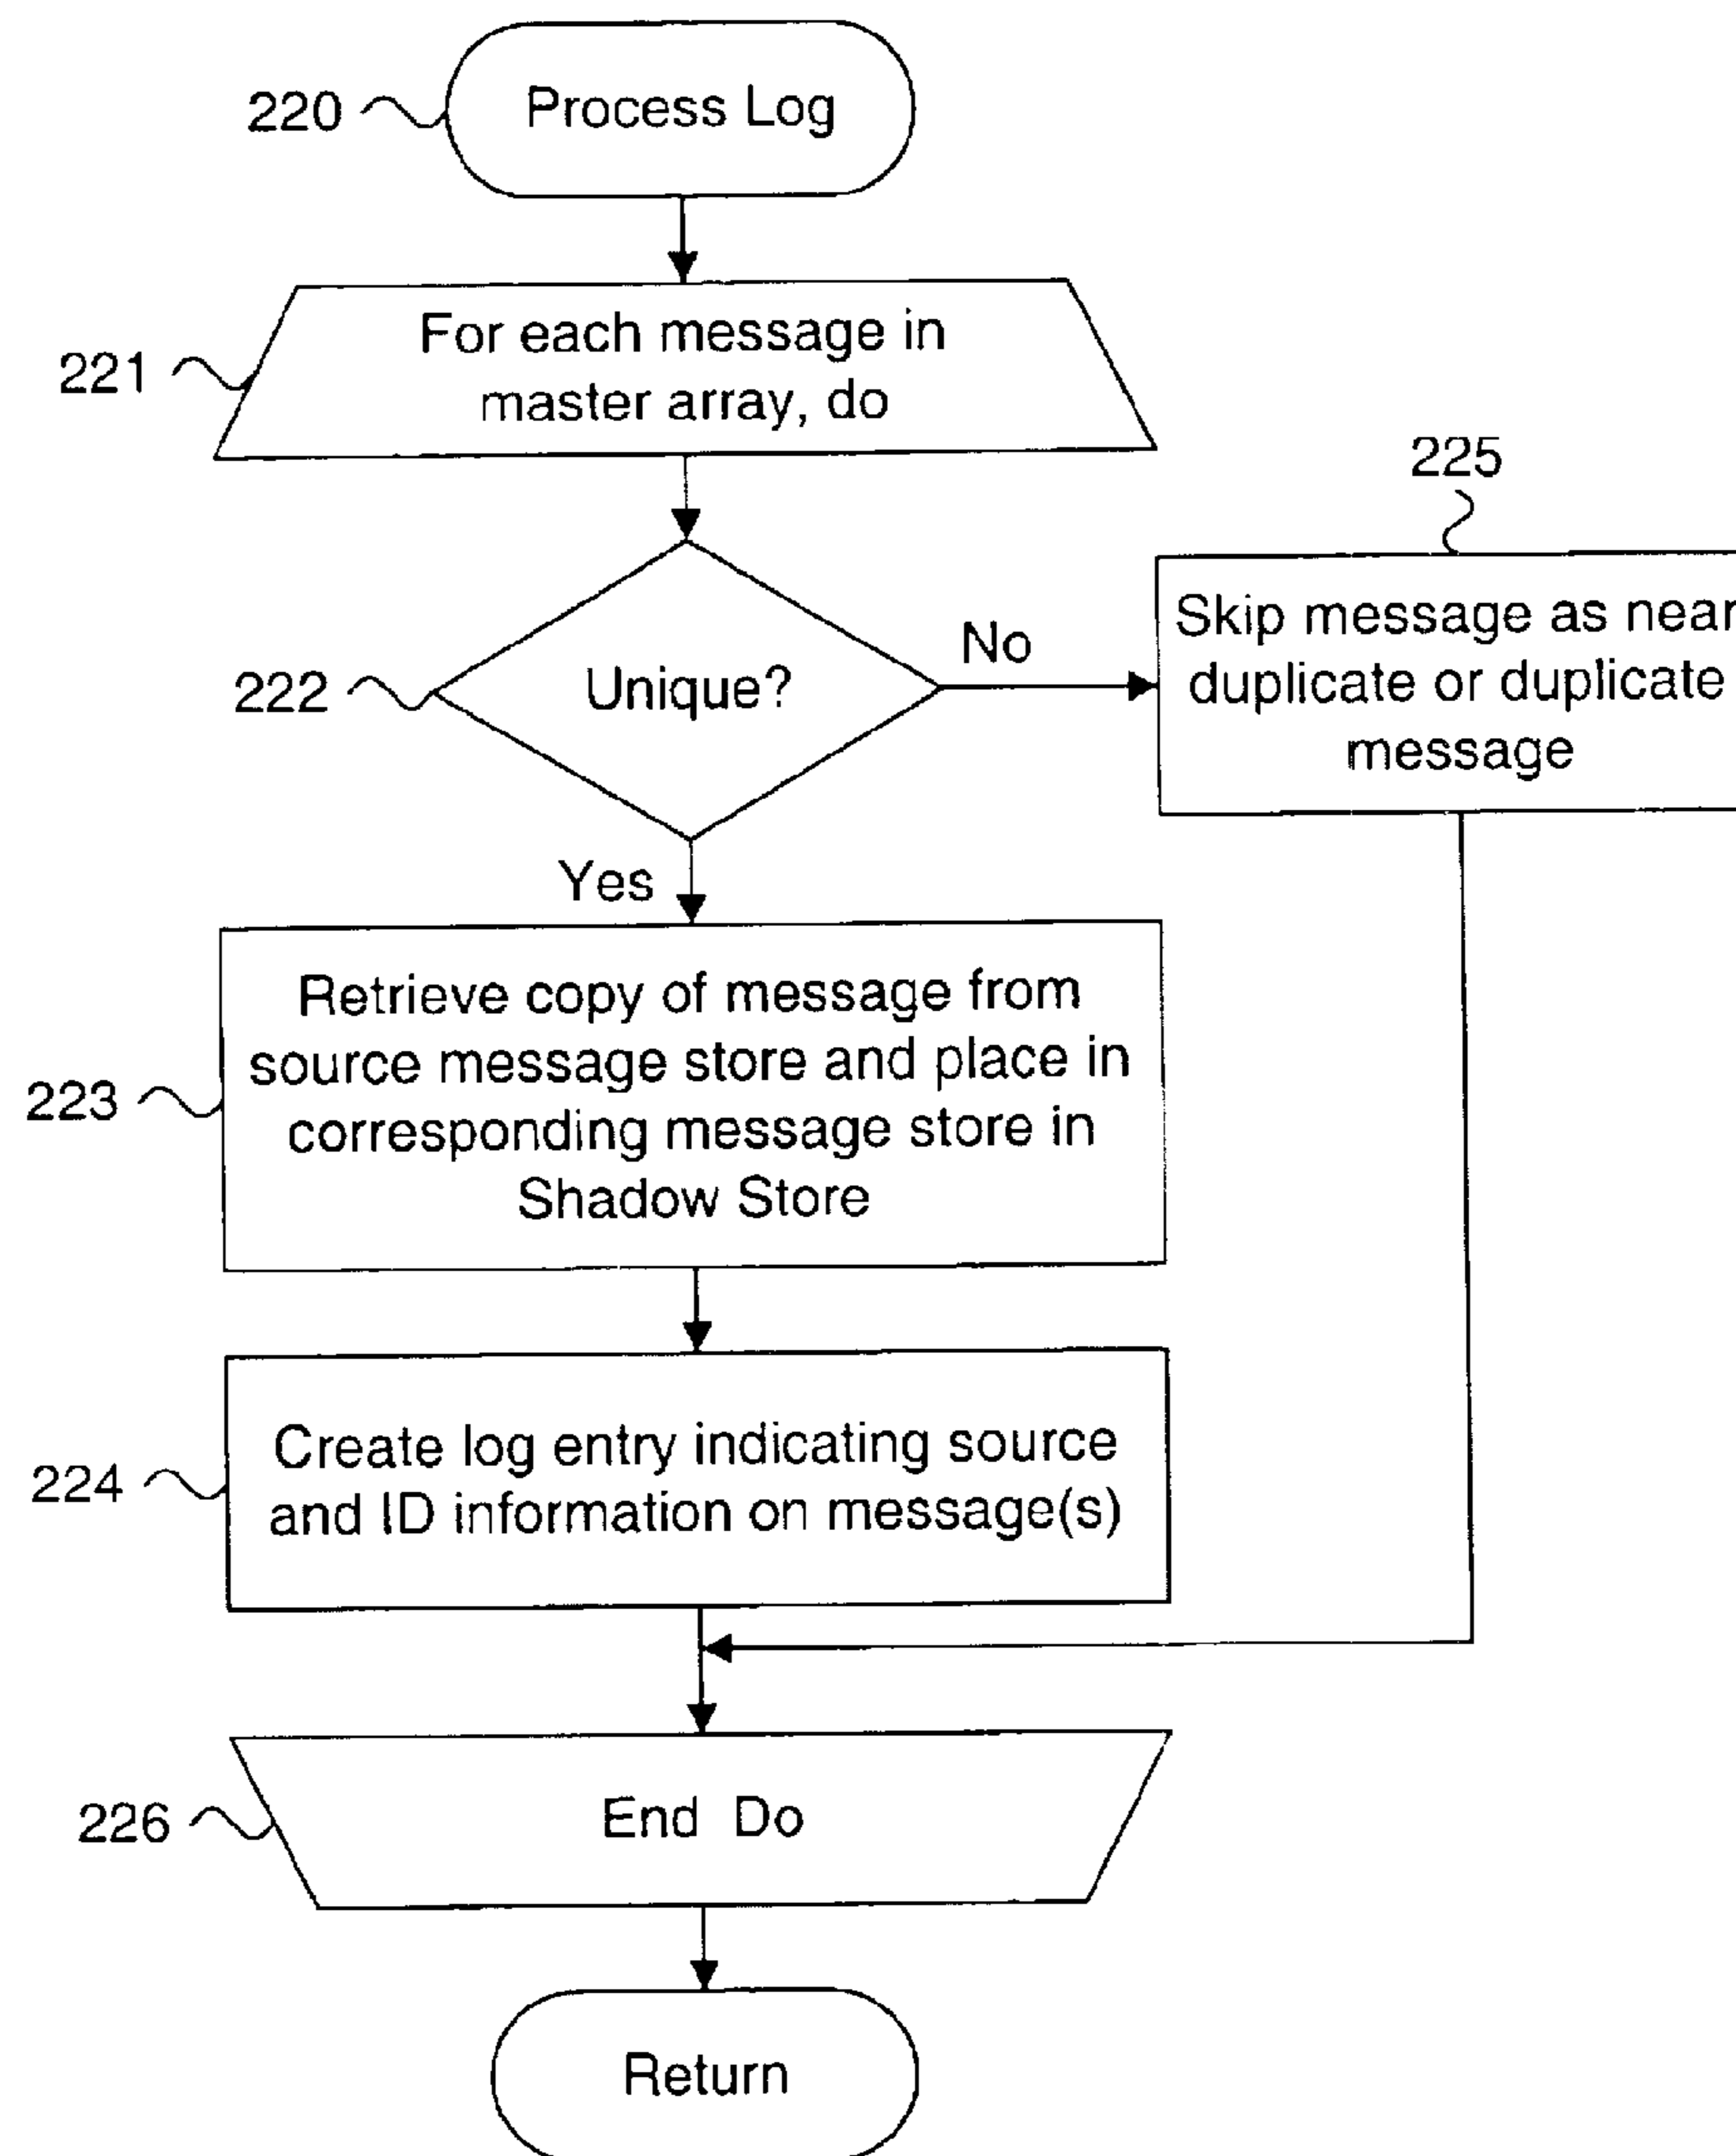 220
Process Log
221
For each message in
master array, do
222
Unique?
No
225
Skip message as near
duplicate or duplicate
message
Yes
223
Retrieve copy of message from
source message store and place in
corresponding message store in
Shadow Store
224
Create log entry indicating source
and ID information on message(s)
226
End Do
Return